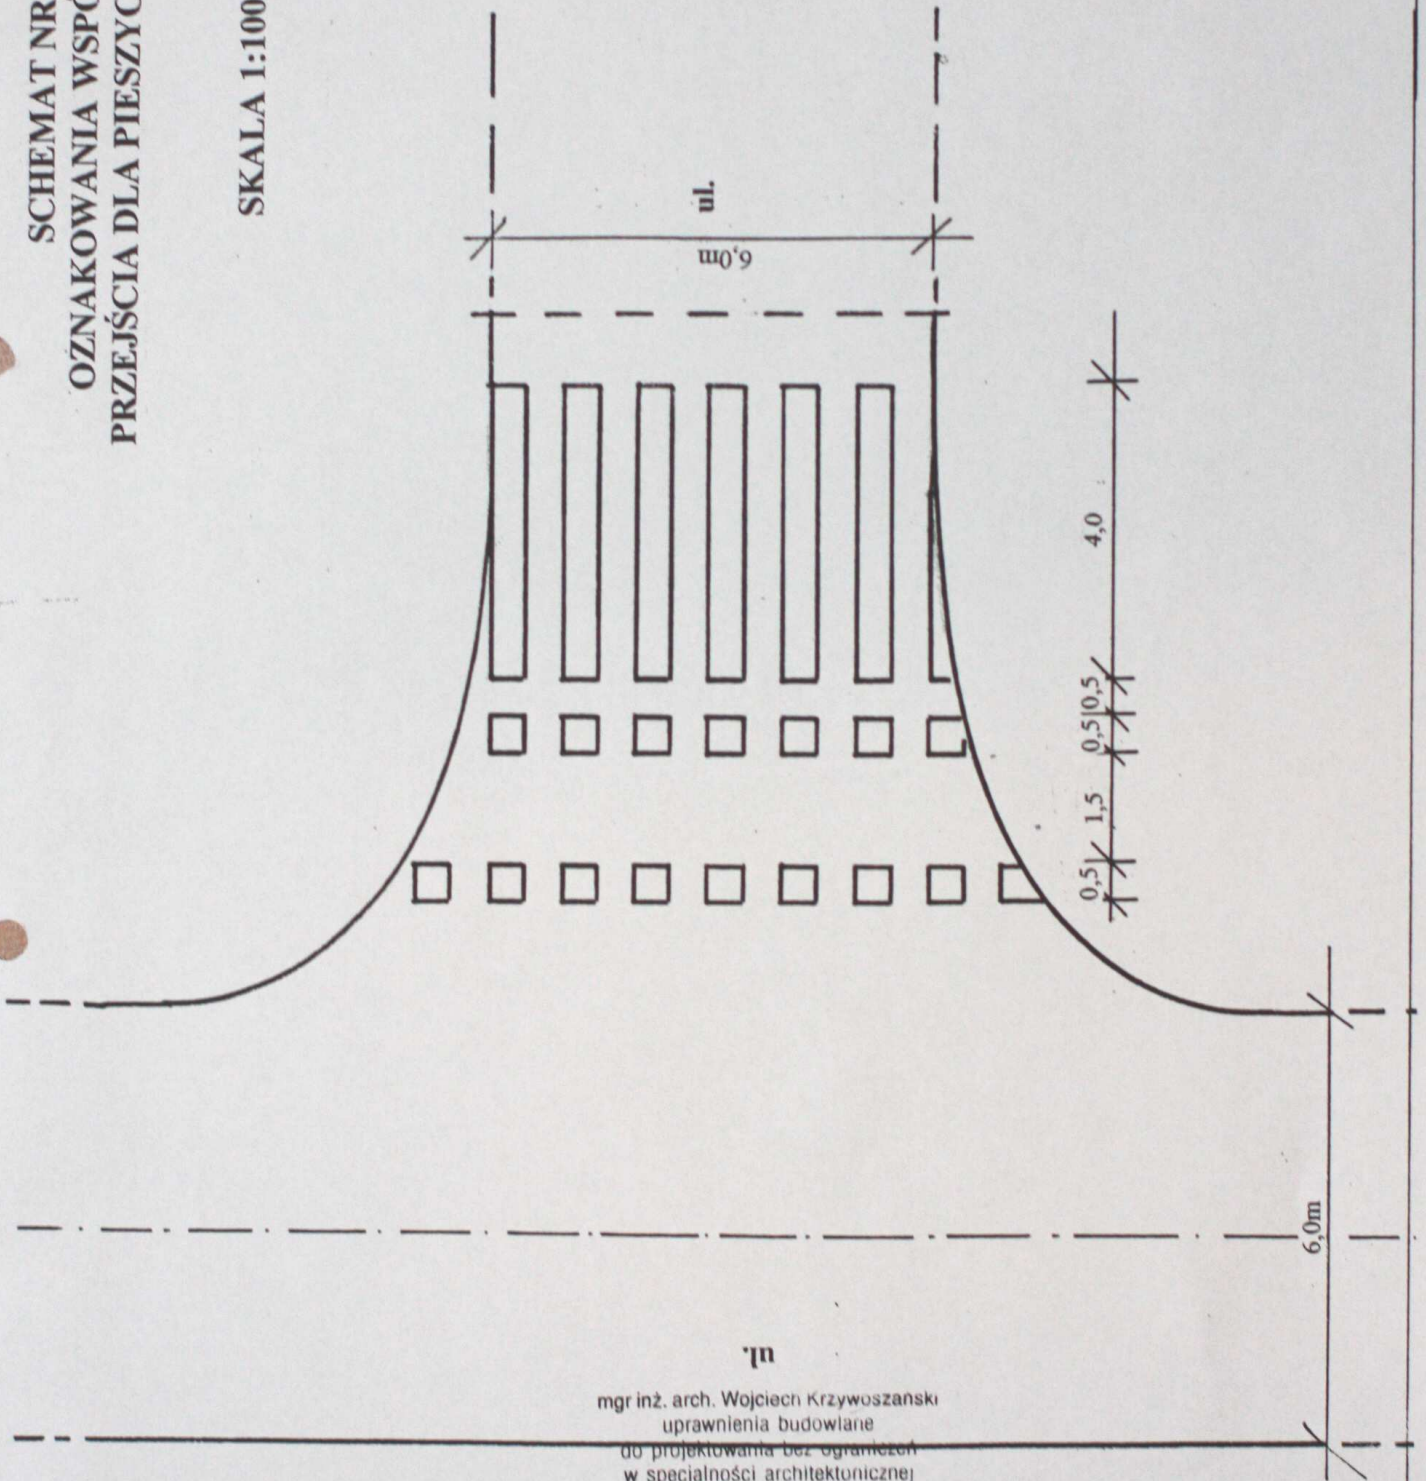 SCHEMAT NR
OZNAKOWANIA WSPÓ
PRZEJŚCIA DLA PIESZYC
SKALA 1:100
ul.
6,0m
4,0
0,5
0,5
1,5
0,5
6,0m
ul.
mgr inż. arch. Wojciech Krzywoszański
uprawnienia budowlane
do projektowania bez ograniczeń
w specjalności architektonicznej